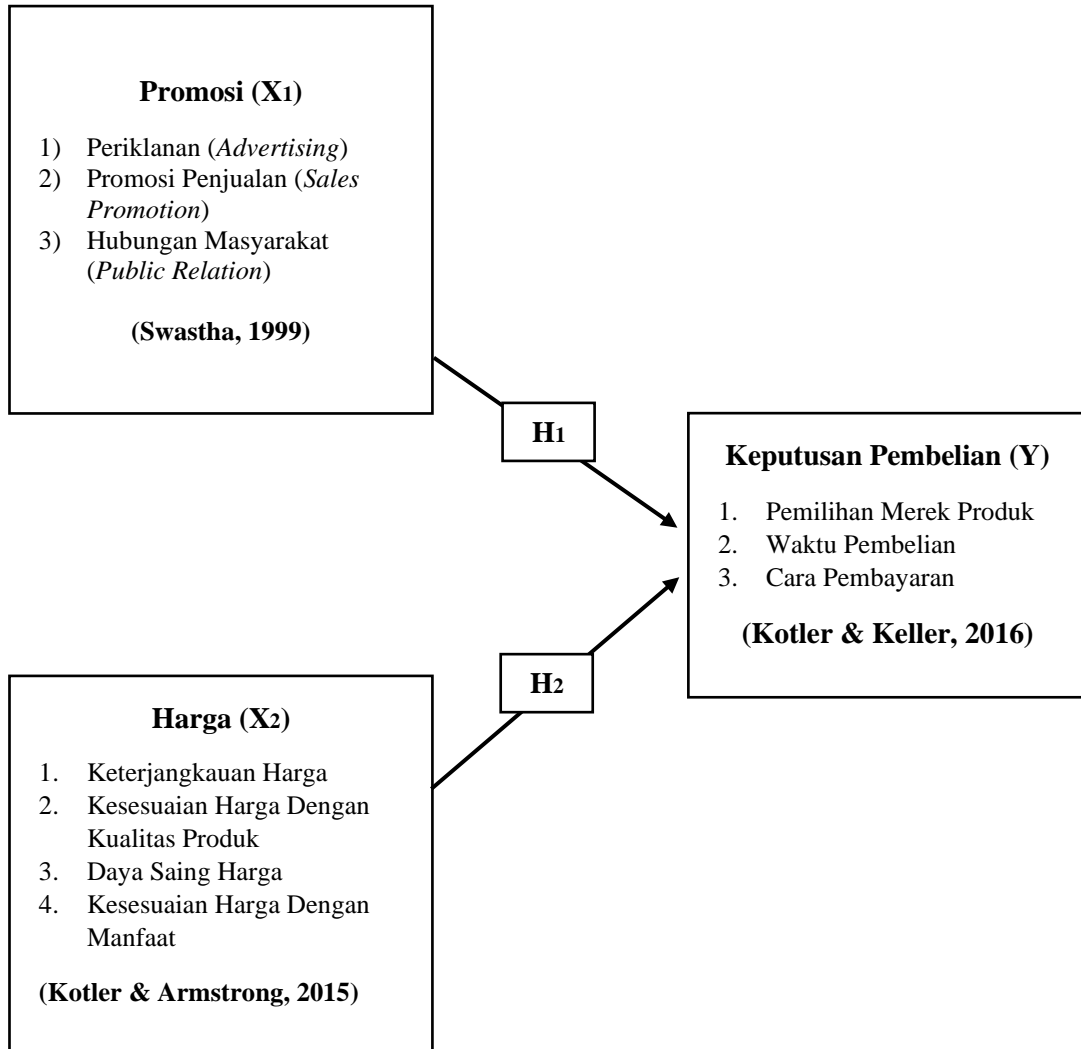 Promosi (X1)
1) Periklanan (Advertising)
2) Promosi Penjualan (Sales
Promotion)
3) Hubungan Masyarakat
(Public Relation)
(Swastha, 1999)
H1
Keputusan Pembelian (Y)
1. Pemilihan Merek Produk
2. Waktu Pembelian
3. Cara Pembayaran
(Kotler & Keller, 2016)
H2
Harga (X2)
1. Keterjangkauan Harga
2. Kesesuaian Harga Dengan
Kualitas Produk
3. Daya Saing Harga
4. Kesesuaian Harga Dengan
Manfaat
(Kotler & Armstrong, 2015)